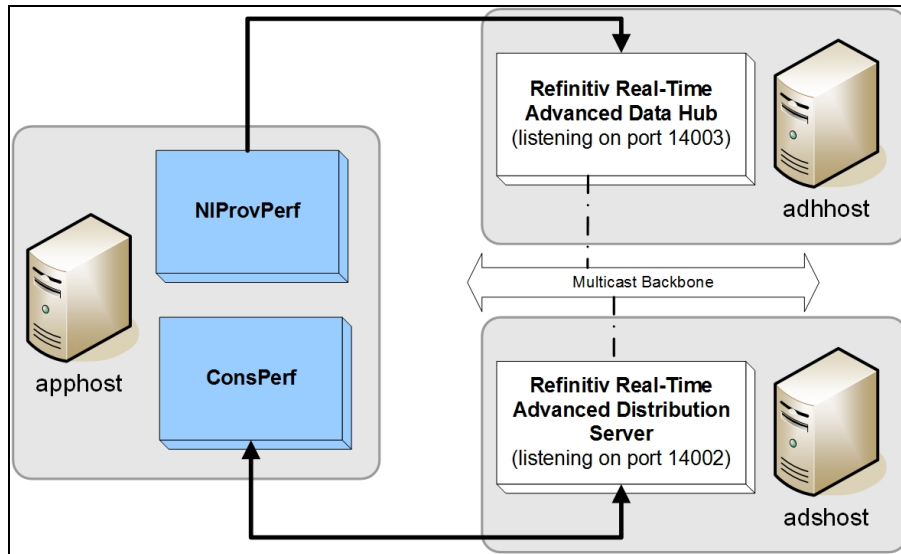 Refinitiv Real-Time
Advanced Data Hub
(listening on port 14003)
adhhost
NIProvPerf
apphost
ConsPerf
Multicast Backbone
Refinitiv Real-Time
Advanced Distribution
Server
(listening on port 14002)
adshost